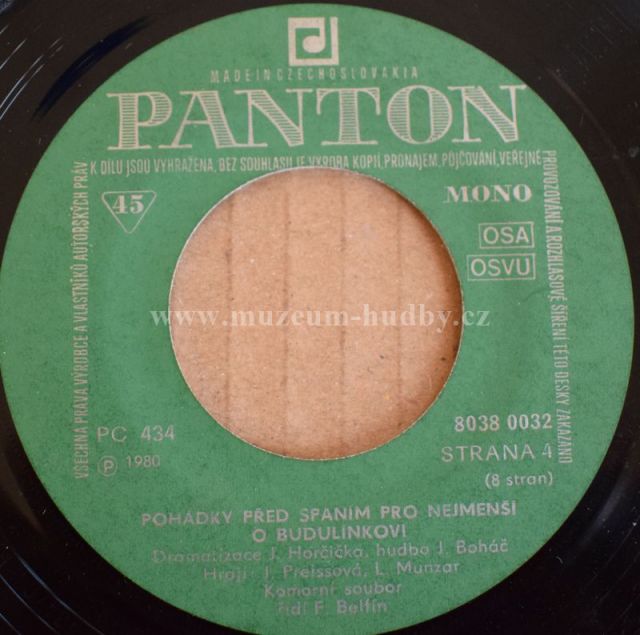 MADE IN CZECHOSLOVAKIA
PANTON
VŠECHNA PRÁVA VÝROBCE A VLASTNÍKŮ AUTORSKÝCH PRÁV
K DÍLU JSOU VYHRAŽENA, BEZ SOUHLASU JE VÝROBA KOPIÍ, PRONÁJEM, PŮJČOVÁNÍ, VEŘEJNÉ
PROVOZOVÁNÍ A ROZHLASOVÉ ŠÍŘENÍ TÉTO DESKY ZAKÁZÁNO
45
MONO
OSA
OSVU
www.muzeum-hudby.cz
PC 434
Ⓟ 1980
8038 0032
STRANA 4
(8 stran)
POHÁDKY PŘED SPANÍM PRO NEJMENŠÍ
O BUDULÍNKOVI
Dramatizace J. Horčička, hudba J. Boháč
Hrají J. Preissová, L. Munzar
Komorní soubor
řídí F. Belfín